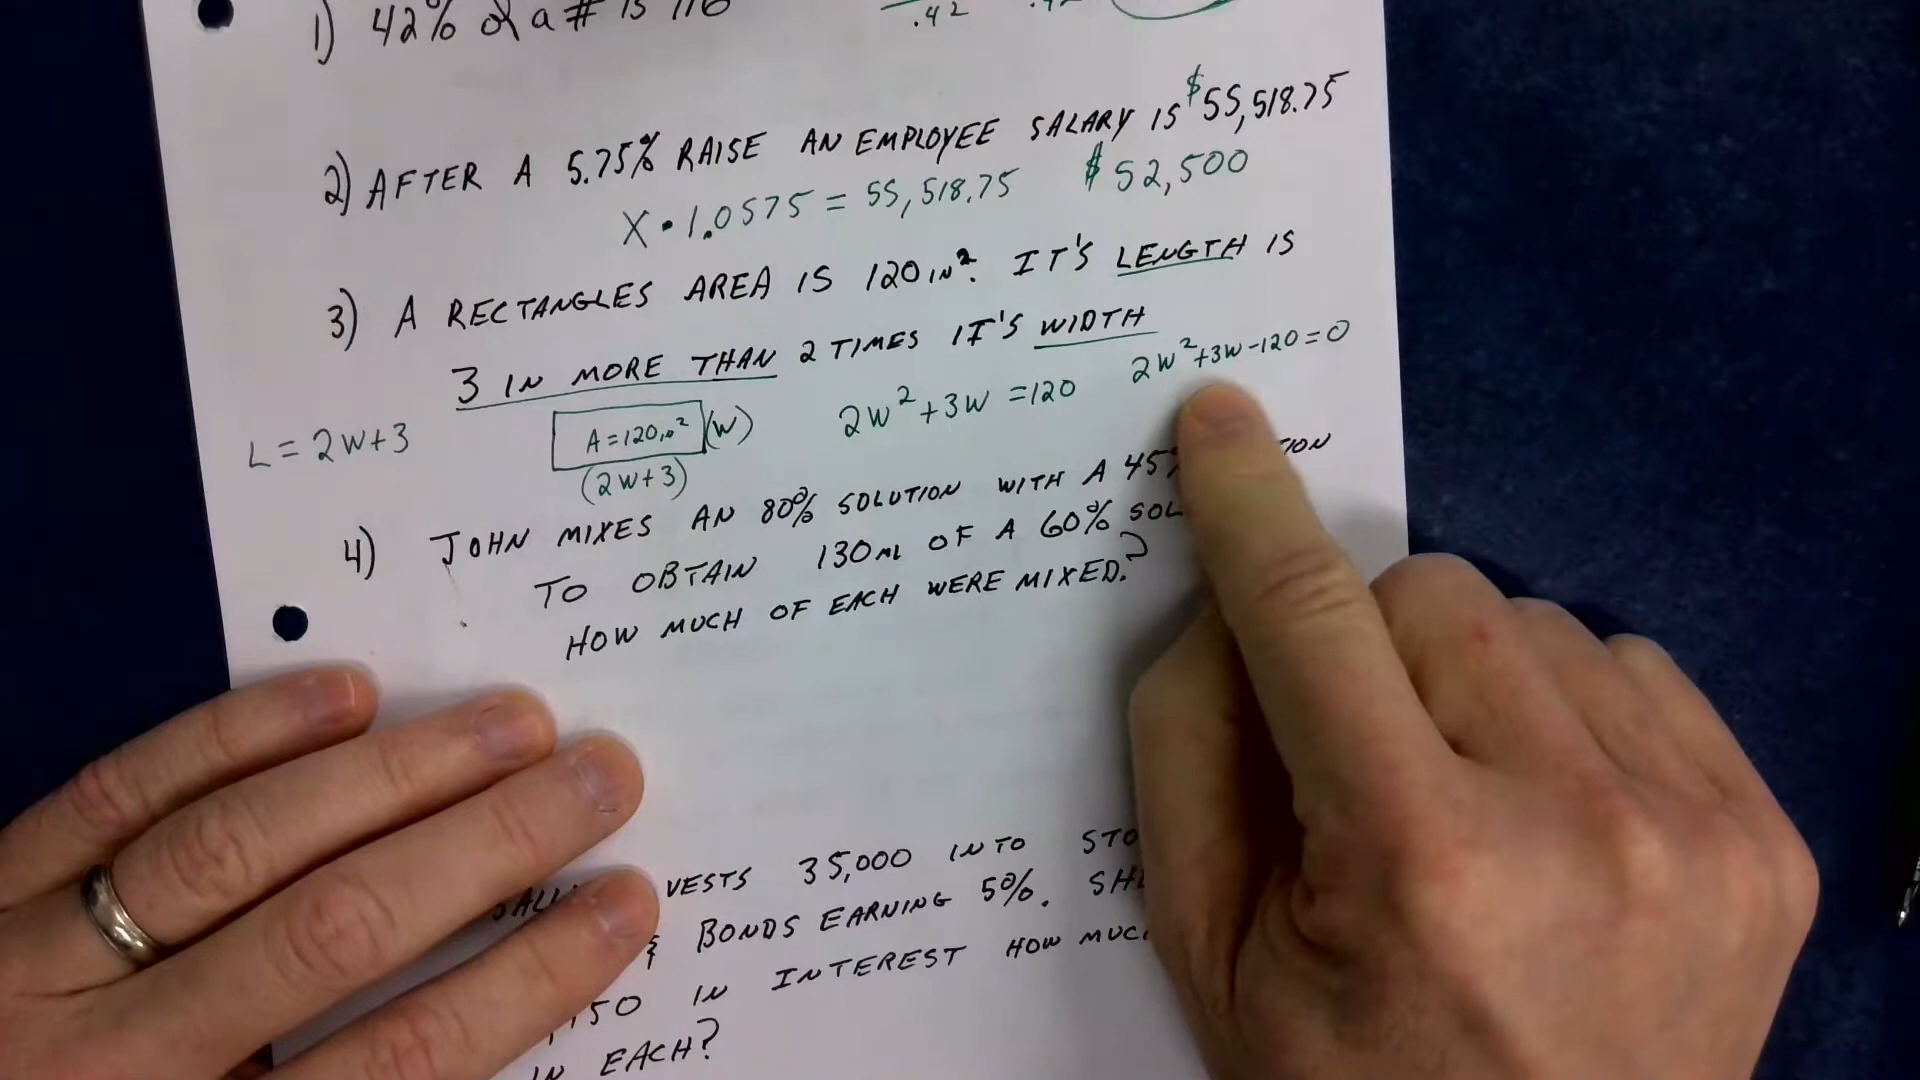 1) 42% of a # is 116
.42
2) AFTER A 5.75% RAISE AN EMPLOYEE SALARY IS $55,518.75
X • 1.0575 = 55,518.75 $52,500
3) A RECTANGLES AREA IS 120 IN². IT'S LENGTH IS
3 IN MORE THAN 2 TIMES IT'S WIDTH
2W²+3W-120=0
L = 2W+3 A=120in² (W) 2W²+3W=120
(2W+3)
4) JOHN MIXES AN 80% SOLUTION WITH A 45%
TO OBTAIN 130 ML OF A 60%
HOW MUCH OF EACH WERE MIXED?
35,000 INTO
& BONDS EARNING 5%.
IN INTEREST HOW
IN EACH?